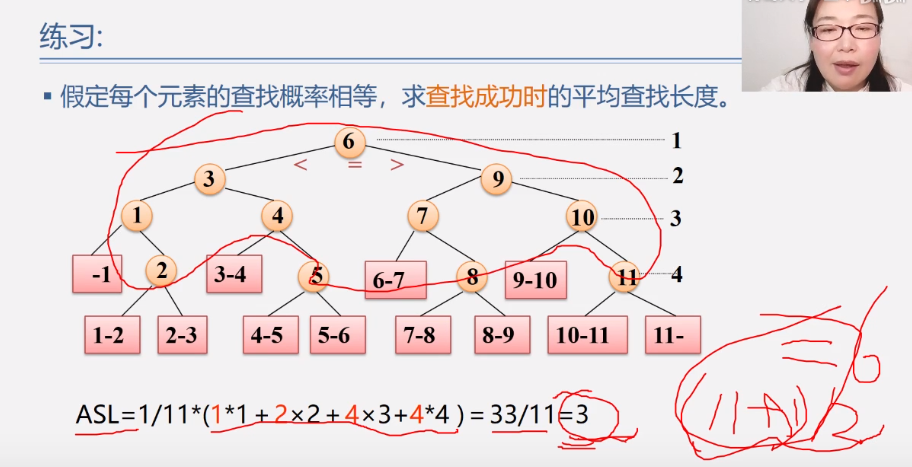 练习:
▪ 假定每个元素的查找概率相等，求查找成功时的平均查找长度。
6 1
< = >
3 9 2
1 4 7 10 3
-1 2 3-4 5 6-7 8 9-10 11 4
1-2 2-3 4-5 5-6 7-8 8-9 10-11 11-
ASL=1/11*(1*1+2×2+4×3+4*4)=33/11=3